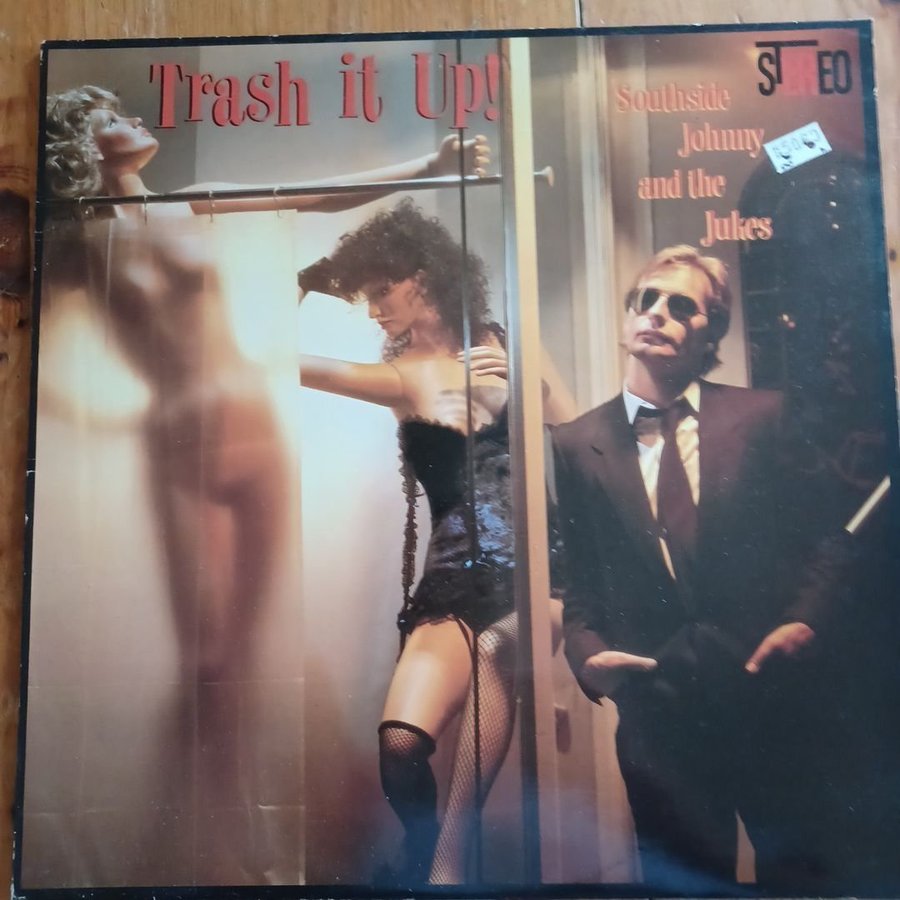 Trash it Up!
STEREO
Southside
Johnny
and the
Jukes